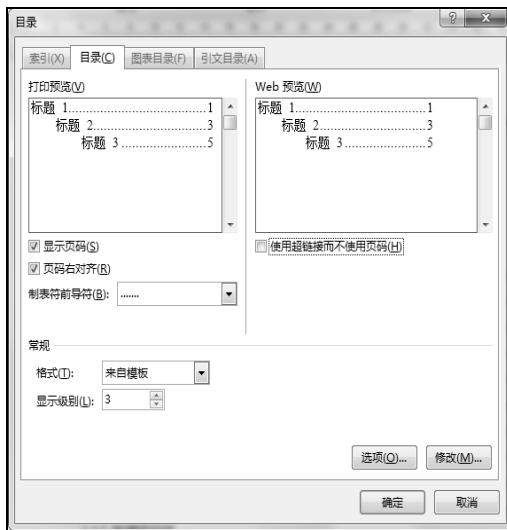 目录
索引(X) 目录(C) 图表目录(F) 引文目录(A)
打印预览(V)
标题 1..............................1
标题 2........................3
标题 3..................5
Web 预览(W)
标题 1..................................1
标题 2............................3
标题 3......................5
显示页码(S)
页码右对齐(R)
制表符前导符(B): .......
使用超链接而不使用页码(H)
常规
格式(T): 来自模板
显示级别(L): 3
选项(O)... 修改(M)...
确定 取消